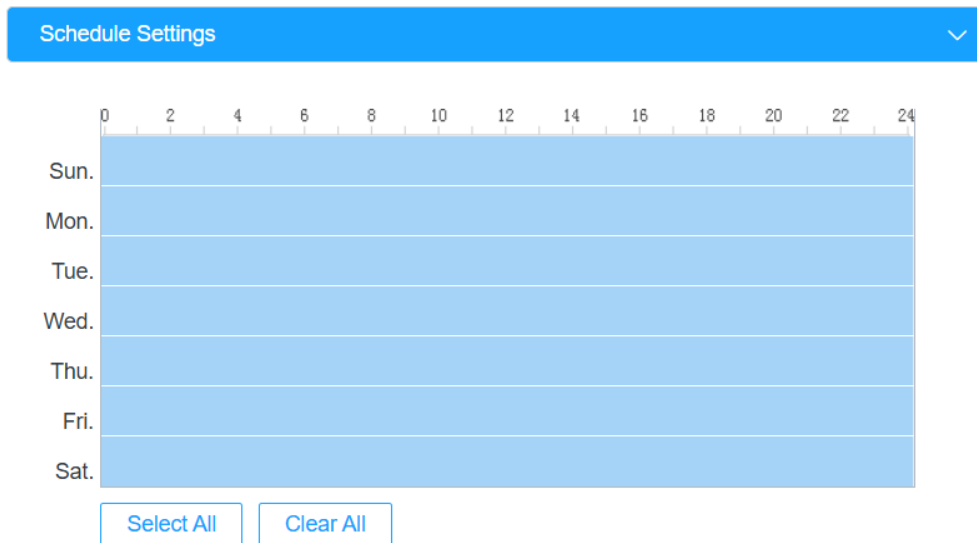 Schedule Settings
0 2 4 6 8 10 12 14 16 18 20 22 24
Sun.
Mon.
Tue.
Wed.
Thu.
Fri.
Sat.
Select All Clear All